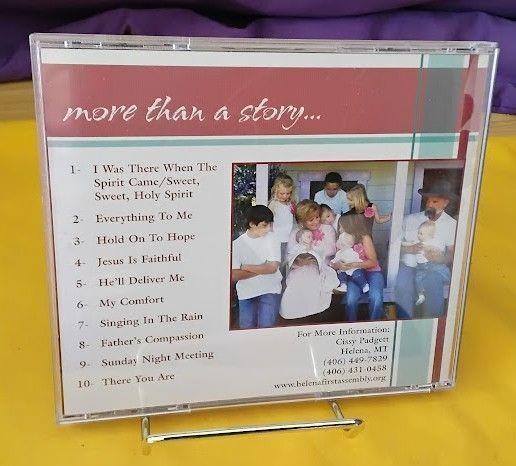 more than a story...
1- I Was There When The
Spirit Came/Sweet,
Sweet, Holy Spirit
2- Everything To Me
3- Hold On To Hope
4- Jesus Is Faithful
5- He'll Deliver Me
6- My Comfort
7- Singing In The Rain
8- Father's Compassion
9- Sunday Night Meeting
10- There You Are
For More Information:
Cissy Padgett
Helena, MT
(406) 449-7829
(406) 431-0458
www.helenafirstassembly.org